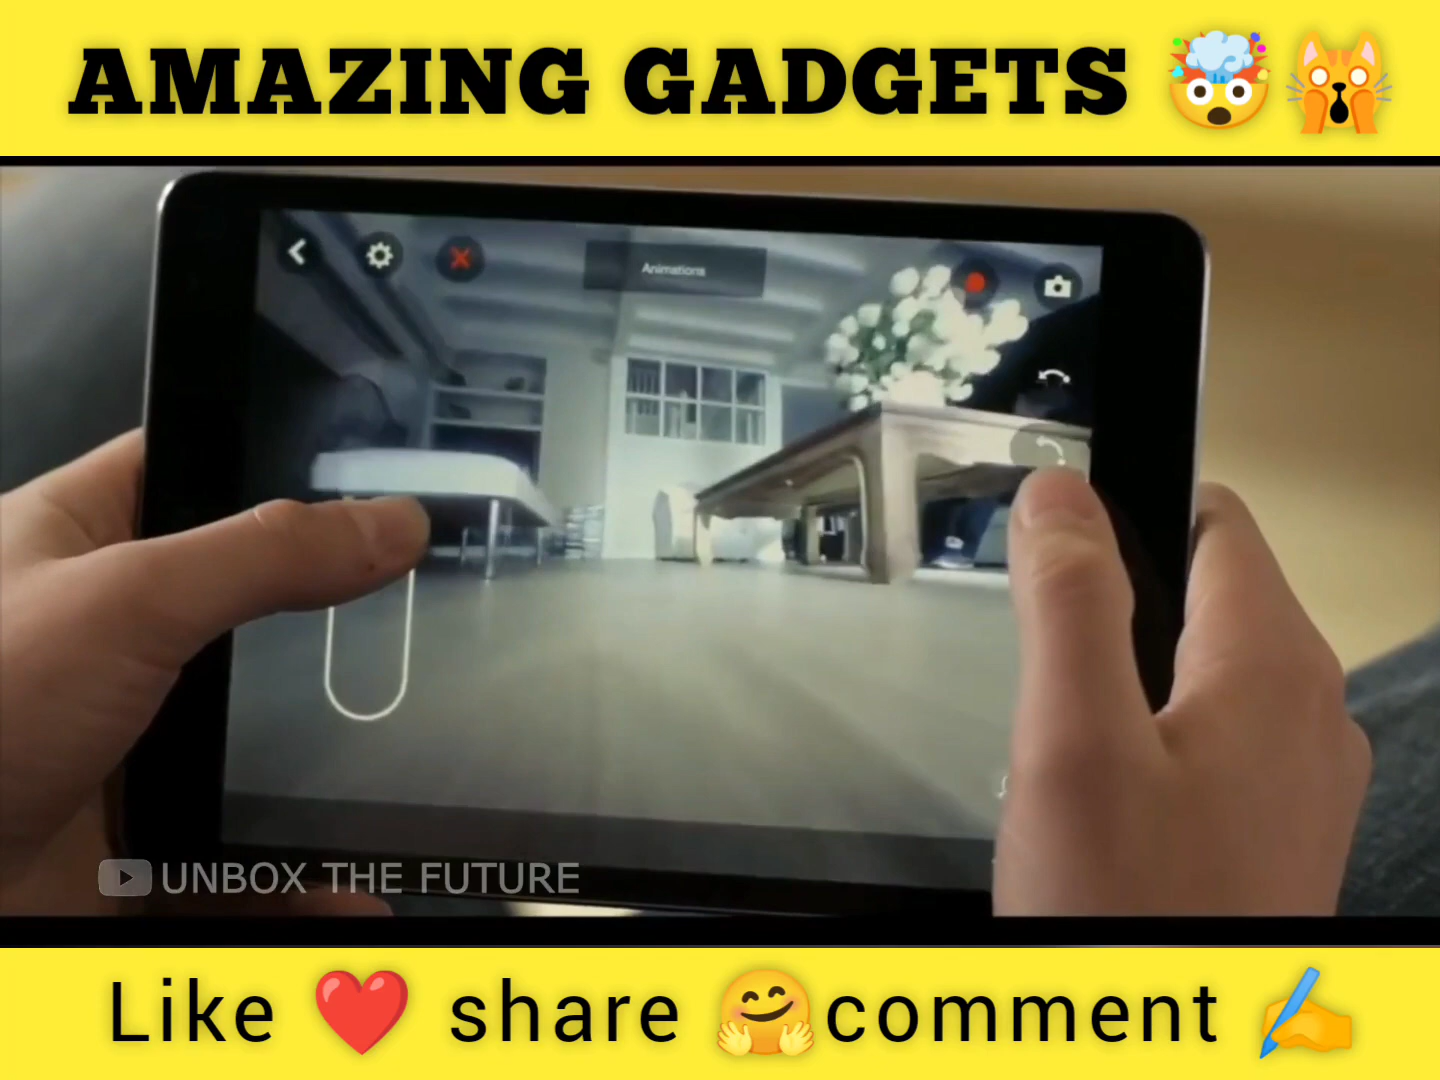 AMAZING GADGETS 🤯🙀
Animations
UNBOX THE FUTURE
Like ❤️ share 🤗comment ✍️